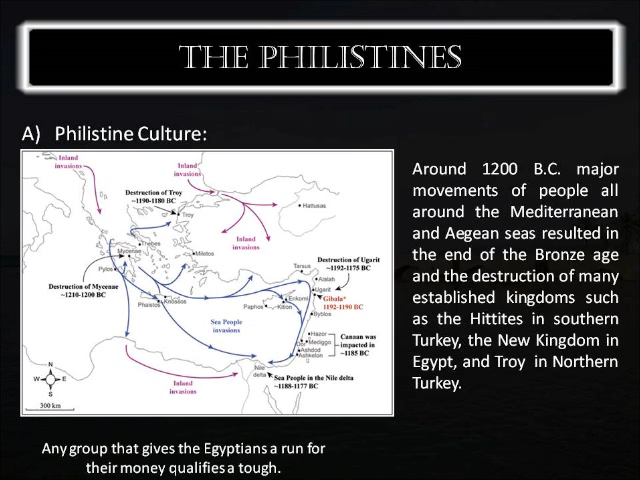 THE PHILISTINES
A) Philistine Culture:
Inland
invasions
Inland
invasions
Destruction of Troy
~1190-1180 BC
Troy
Hattusas
Inland
invasions
Thebes
Mycenae
Miletos
Pylos
Destruction of Mycenae
~1210-1200 BC
Phaistos
Knossos
Tarsus
Destruction of Ugarit
~1192-1175 BC
Alalah
Ugarit
Gibala*
1192-1190 BC
Enkomi
Paphos
Kition
Byblos
Sea People
invasions
Hazor
Dor
Meddigo
Ashdod
Ashkelon
Canaan was
impacted in
~1185 BC
Nile
delta
Sea People in the Nile delta
~1188-1177 BC
Inland
invasions
N
W
E
S
300 km
Around 1200 B.C. major
movements of people all
around the Mediterranean
and Aegean seas resulted in
the end of the Bronze age
and the destruction of many
established kingdoms such
as the Hittites in southern
Turkey, the New Kingdom in
Egypt, and Troy in Northern
Turkey.
Any group that gives the Egyptians a run for
their money qualifies a tough.